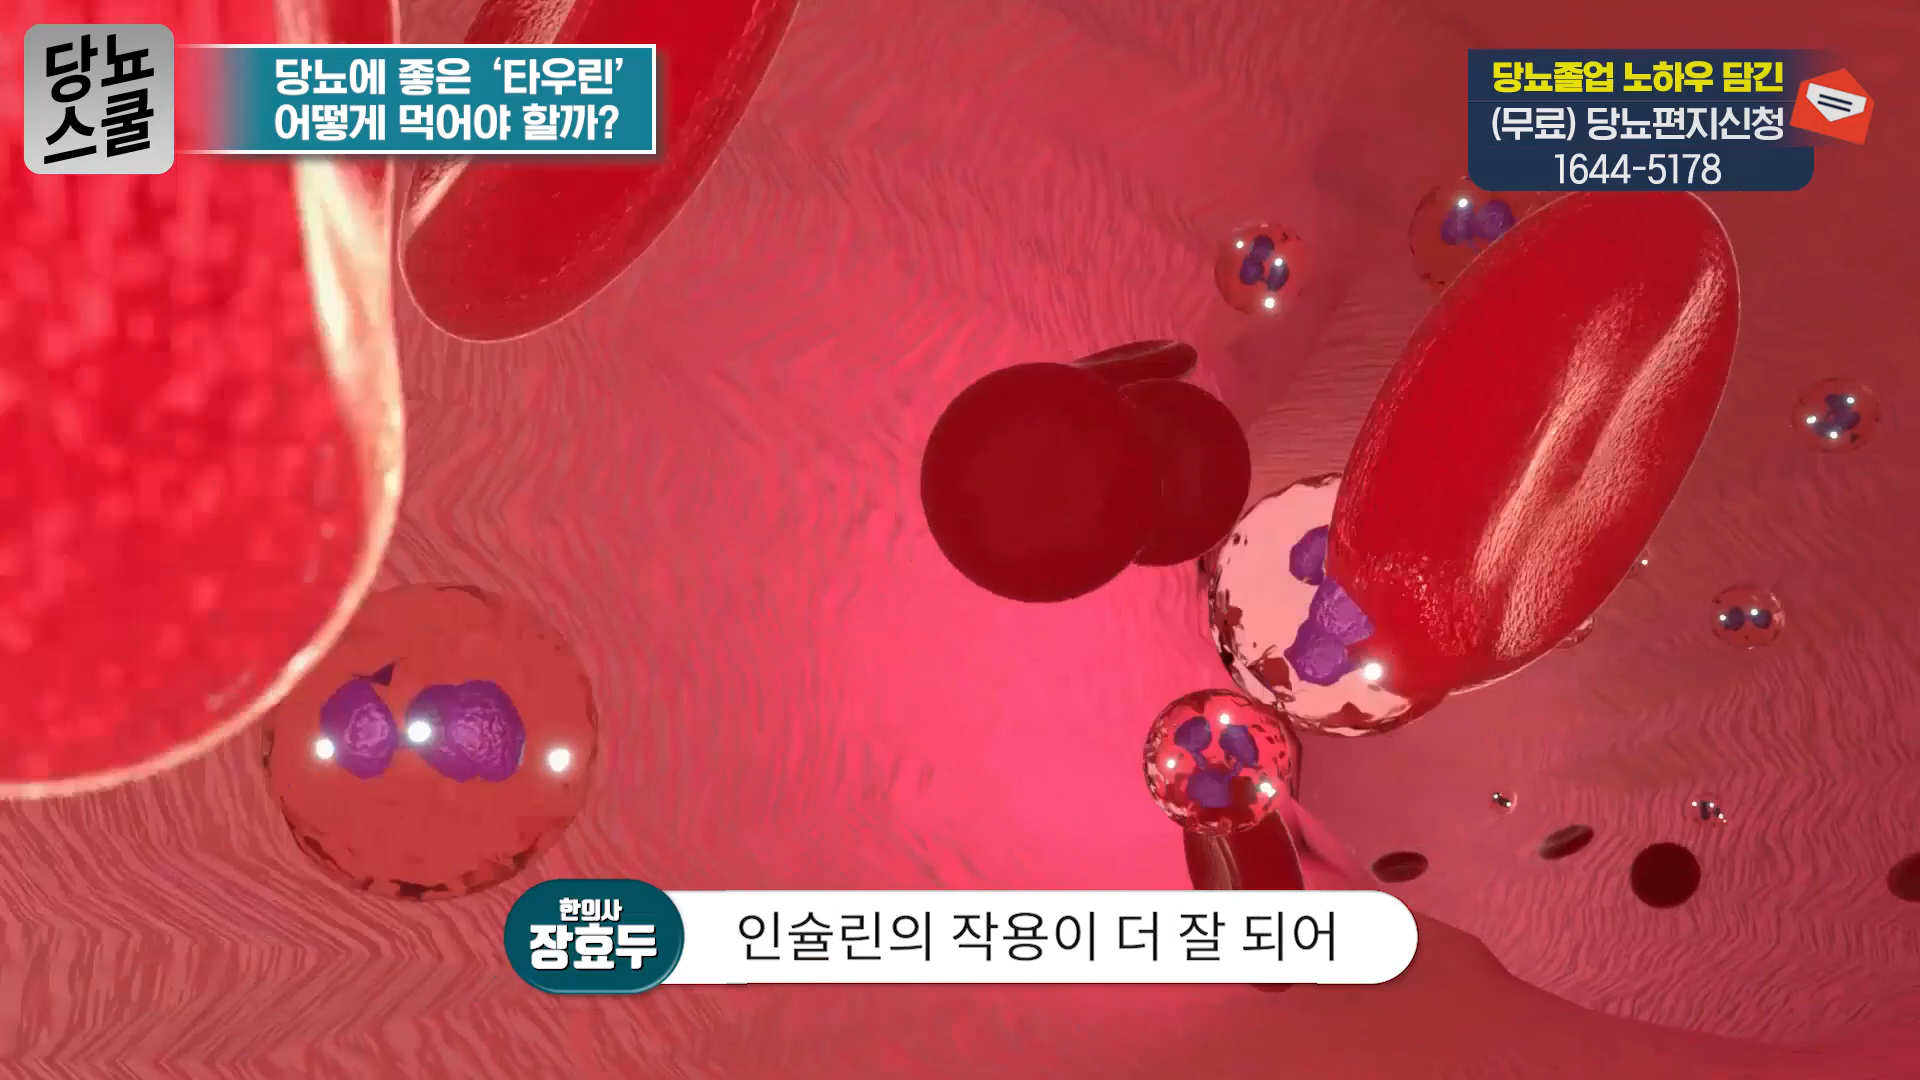 당뇨
스쿨
당뇨에 좋은 ‘타우린’
어떻게 먹어야 할까?
당뇨졸업 노하우 담긴
(무료) 당뇨편지신청
1644-5178
한의사
장효두
인슐린의 작용이 더 잘 되어